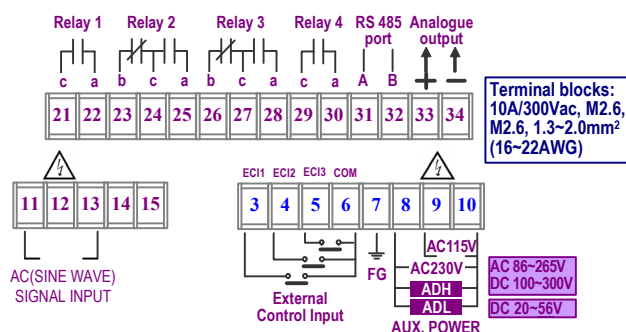 Relay 1 Relay 2 Relay 3 Relay 4 RS 485 port Analogue output
c a b c a b c a c a A B + −
21 22 23 24 25 26 27 28 29 30 31 32 33 34
Terminal blocks:
10A/300Vac, M2.6,
M2.6, 1.3~2.0mm²
(16~22AWG)
ECI1 ECI2 ECI3 COM
11 12 13 14 15
3 4 5 6 7 8 9 10
AC(SINE WAVE)
SIGNAL INPUT
External
Control Input
FG
AC115V
AC230V
ADH
ADL
AUX. POWER
AC 86~265V
DC 100~300V
DC 20~56V